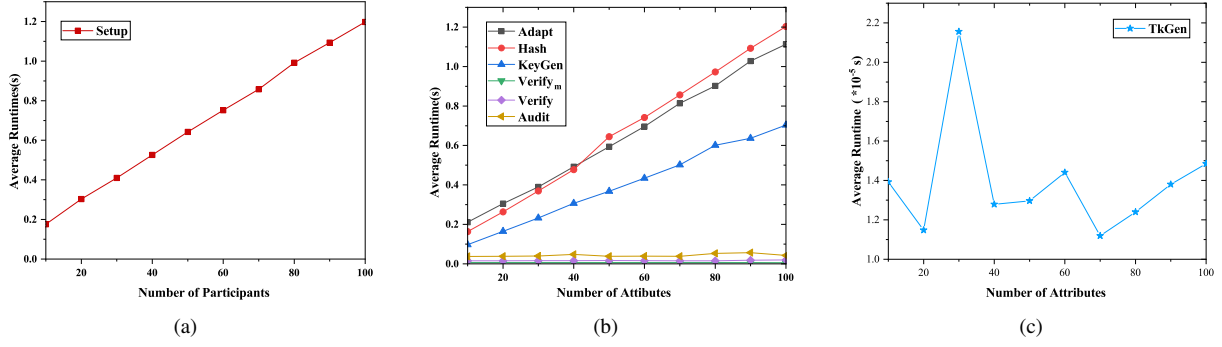 Setup
1.2
1.0
0.8
0.6
0.4
0.2
0.0
Average Runtimes(s)
20
40
60
80
100
Number of Participants
(a)
Adapt
Hash
KeyGen
Verifym
Verify
Audit
1.2
1.0
0.8
0.6
0.4
0.2
0.0
Average Runtime(s)
20
40
60
80
100
Number of Attibutes
(b)
TkGen
2.2
2.0
1.8
1.6
1.4
1.2
1.0
Average Runtime ( *10-5 s)
20
40
60
80
100
Number of Attributes
(c)